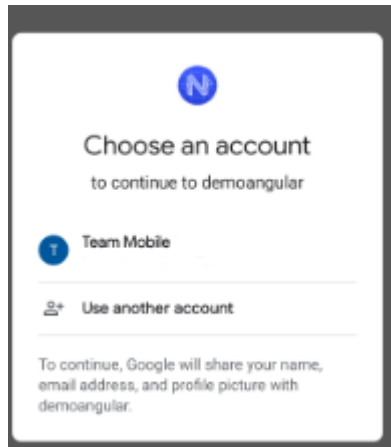 N
Choose an account
to continue to demoangular
T
Team Mobile
Use another account
To continue, Google will share your name,
email address, and profile picture with
demoangular.